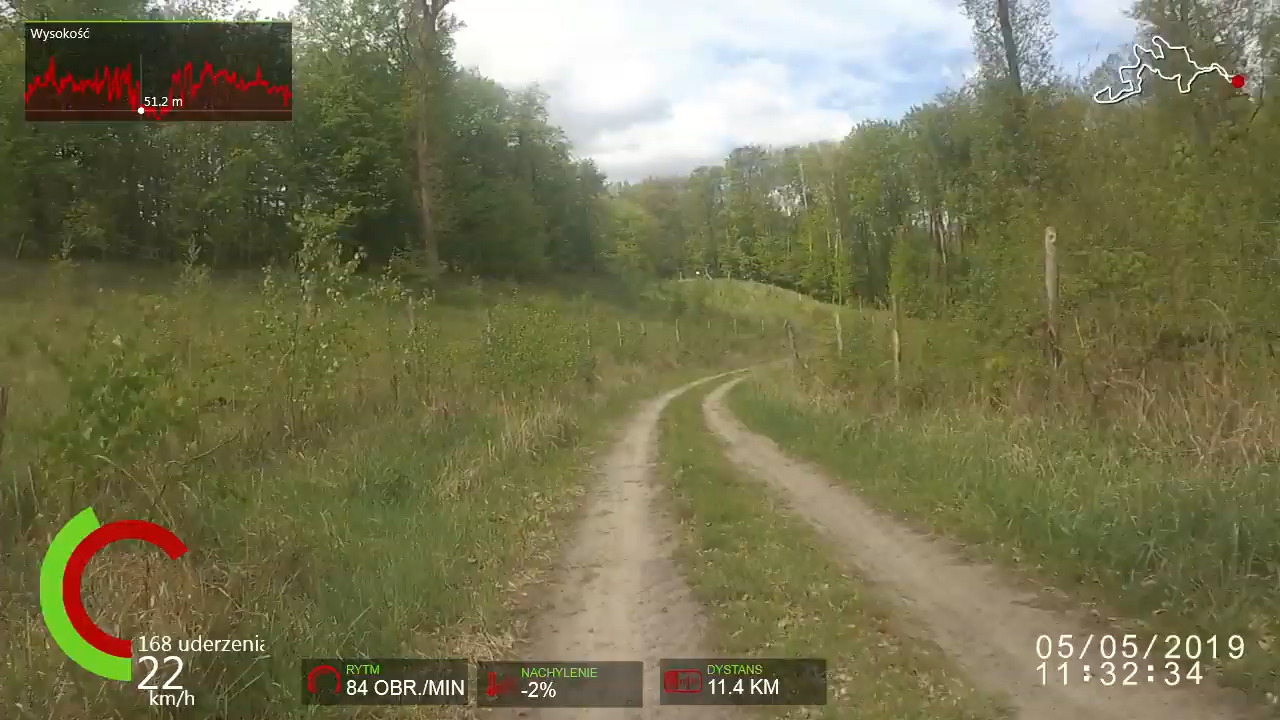 Wysokość
51.2 m
168 uderzenia
22
km/h
RYTM
84 OBR./MIN
NACHYLENIE
-2%
DYSTANS
11.4 KM
05/05/2019
11:32:34